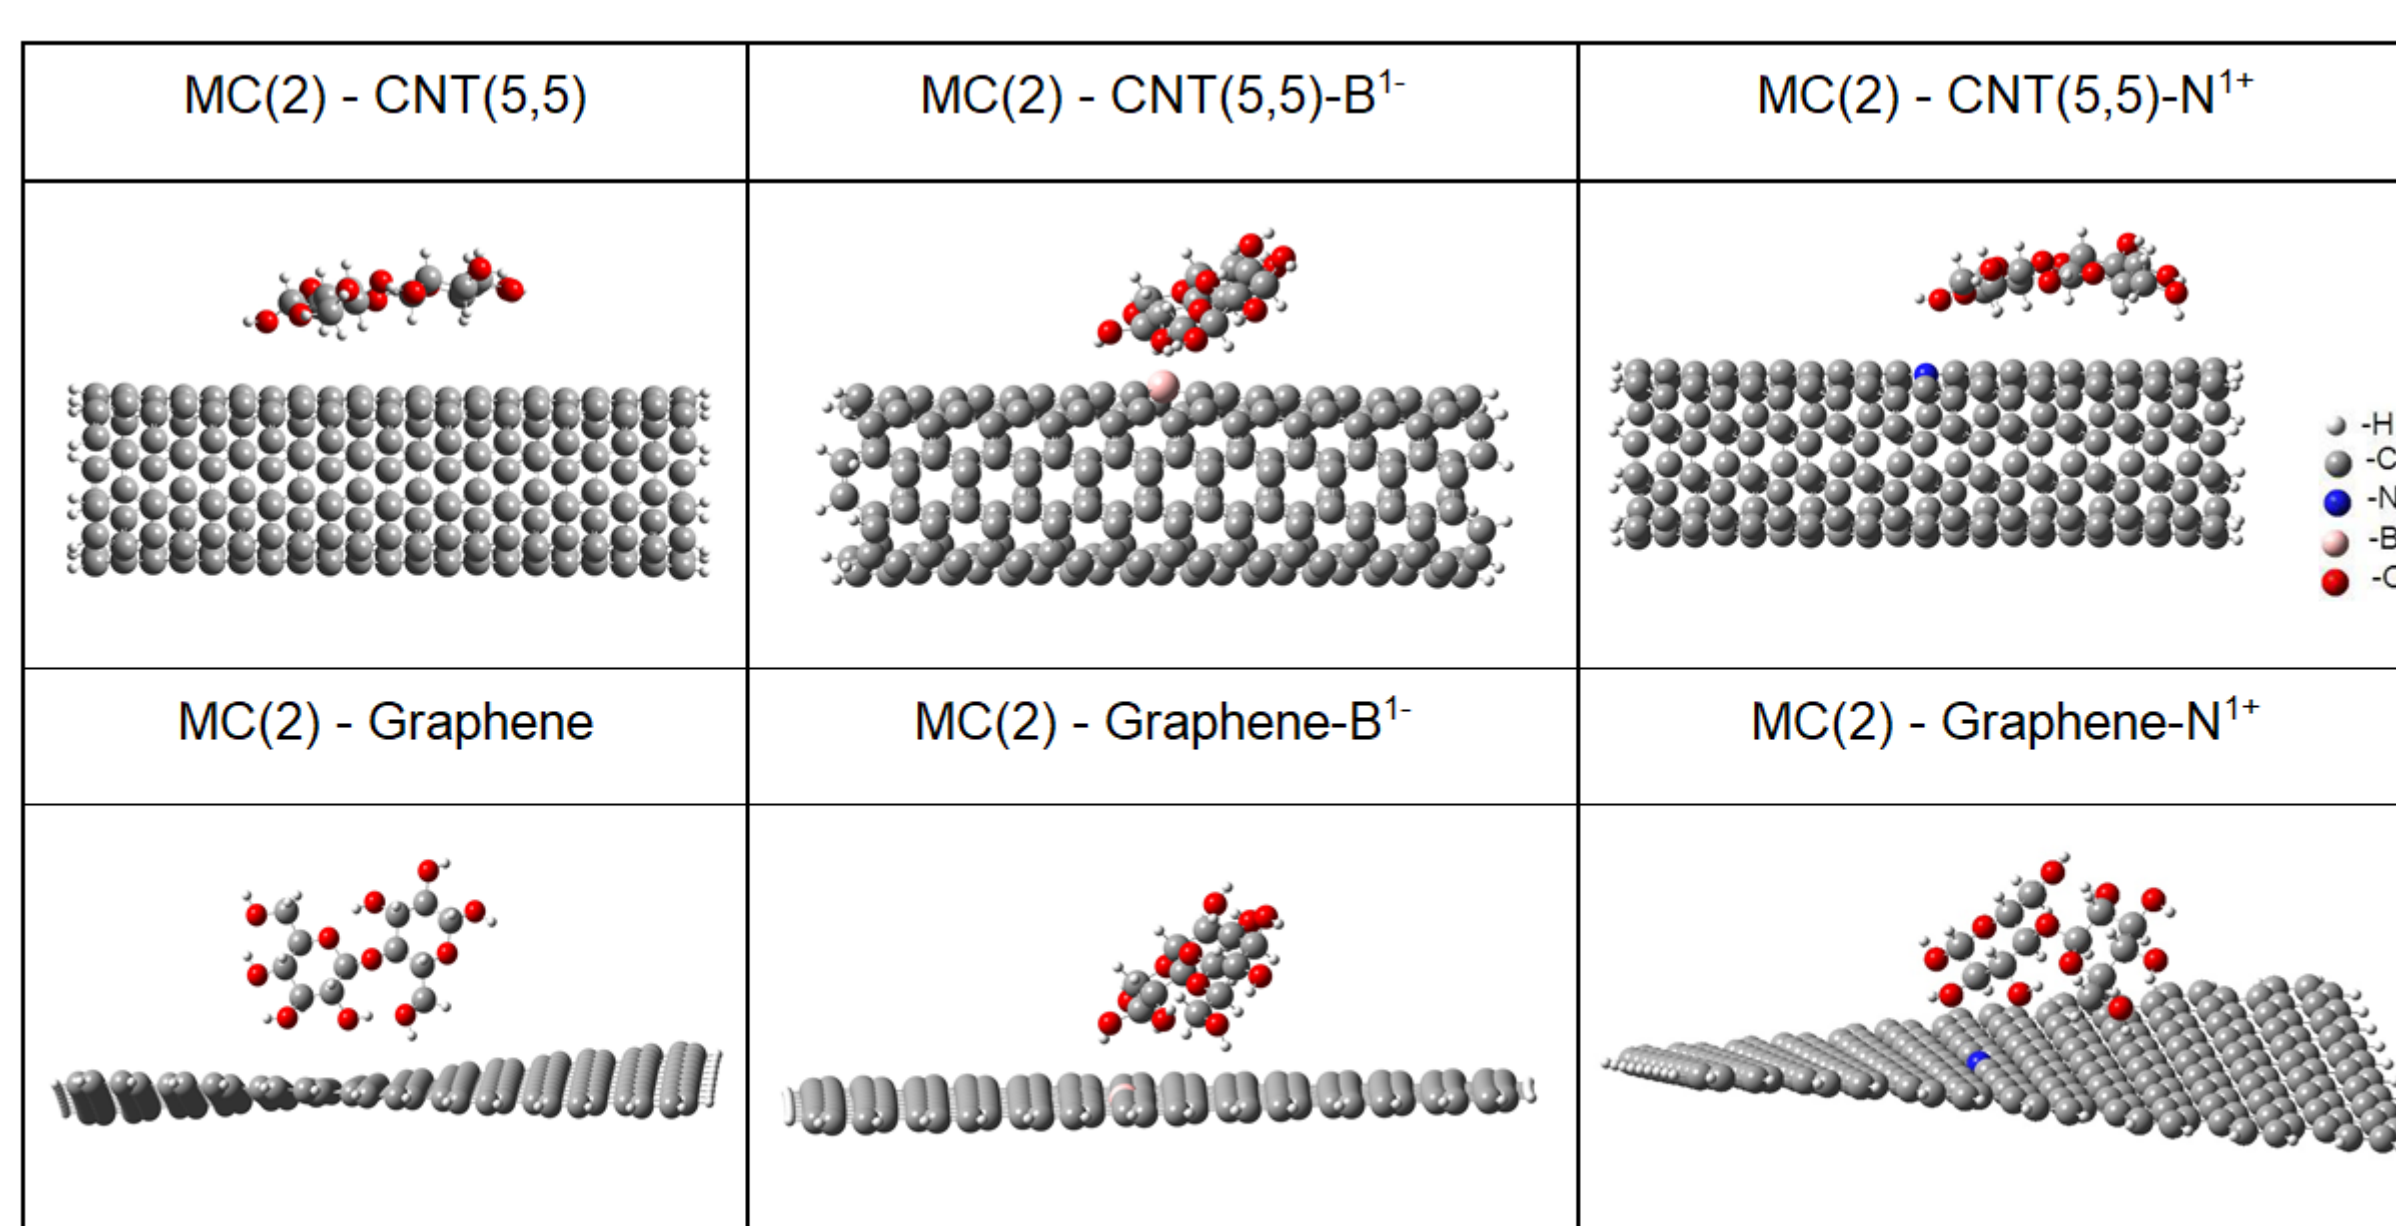 MC(2) - CNT(5,5)
MC(2) - CNT(5,5)-B¹⁻
MC(2) - CNT(5,5)-N¹⁺
-H
-C
-N
-B
MC(2) - Graphene
MC(2) - Graphene-B¹⁻
MC(2) - Graphene-N¹⁺